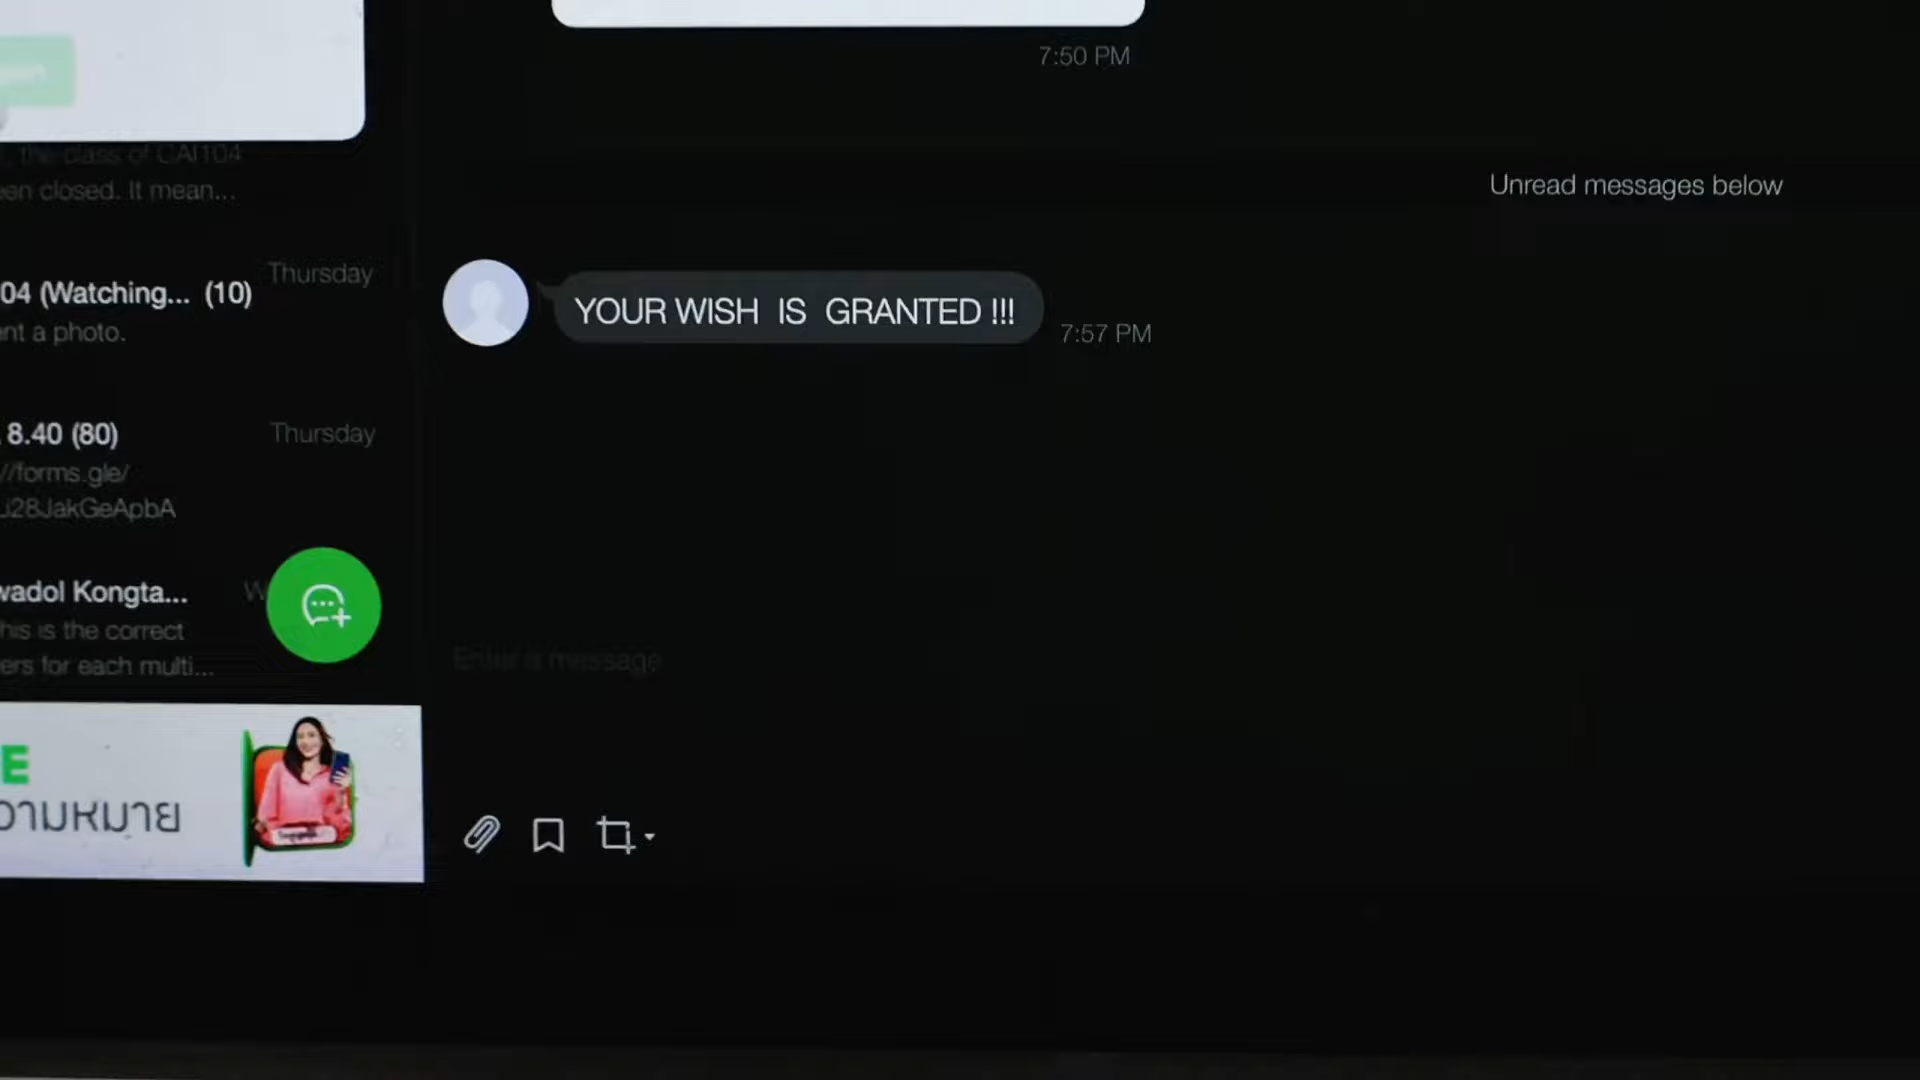 7:50 PM
the class of CAI104
en closed. It mean...
Unread messages below
04 (Watching... (10)
Thursday
nt a photo.
YOUR WISH IS GRANTED !!!
7:57 PM
8.40 (80)
Thursday
//forms.gle/
J28JakGeApbA
wadol Kongta...
W
his is the correct
ers for each multi...
Enter a message
E
วามหมาย